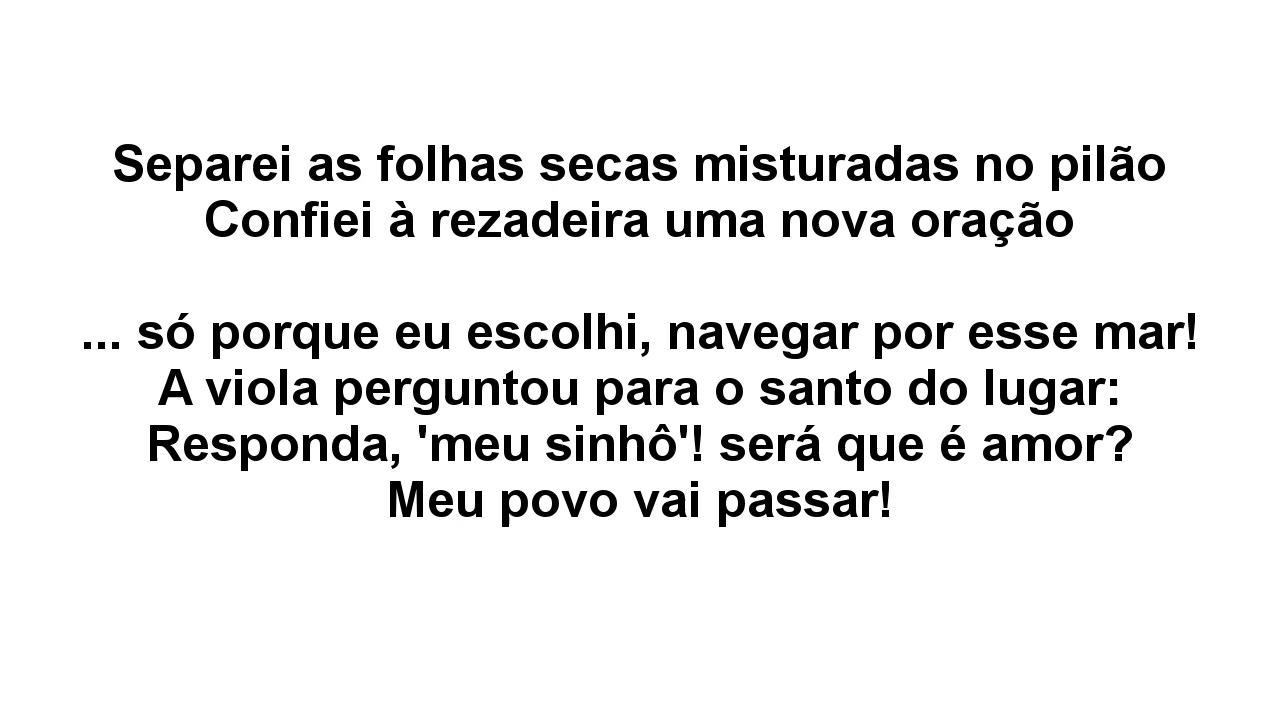 Separei as folhas secas misturadas no pilão
Confiei à rezadeira uma nova oração
... só porque eu escolhi, navegar por esse mar!
A viola perguntou para o santo do lugar:
Responda, 'meu sinhô'! será que é amor?
Meu povo vai passar!